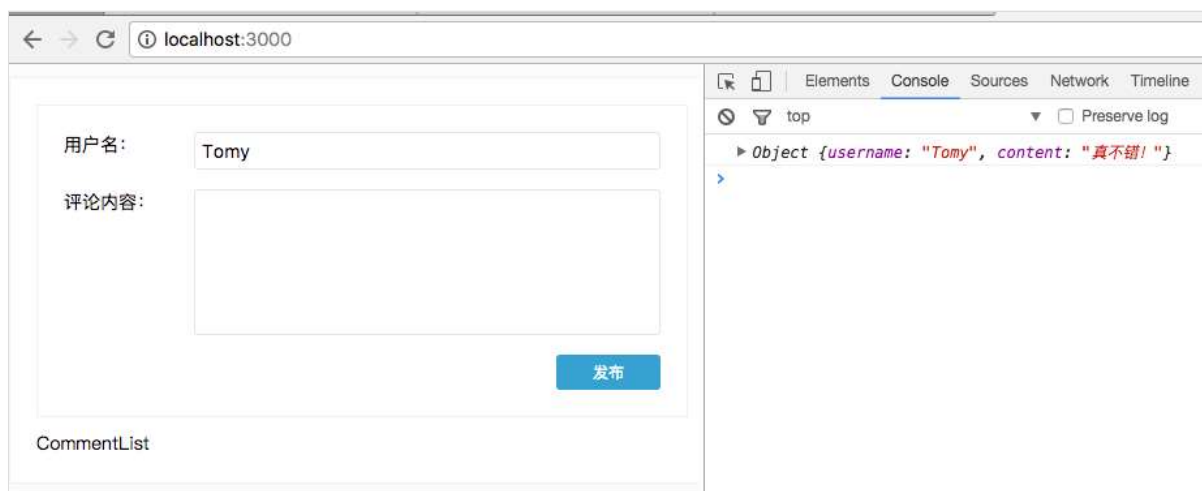 localhost:3000
Elements Console Sources Network Timeline
top Preserve log
用户名：
Tomy
Object {username: "Tomy", content: "真不错！"}
评论内容：
发布
CommentList